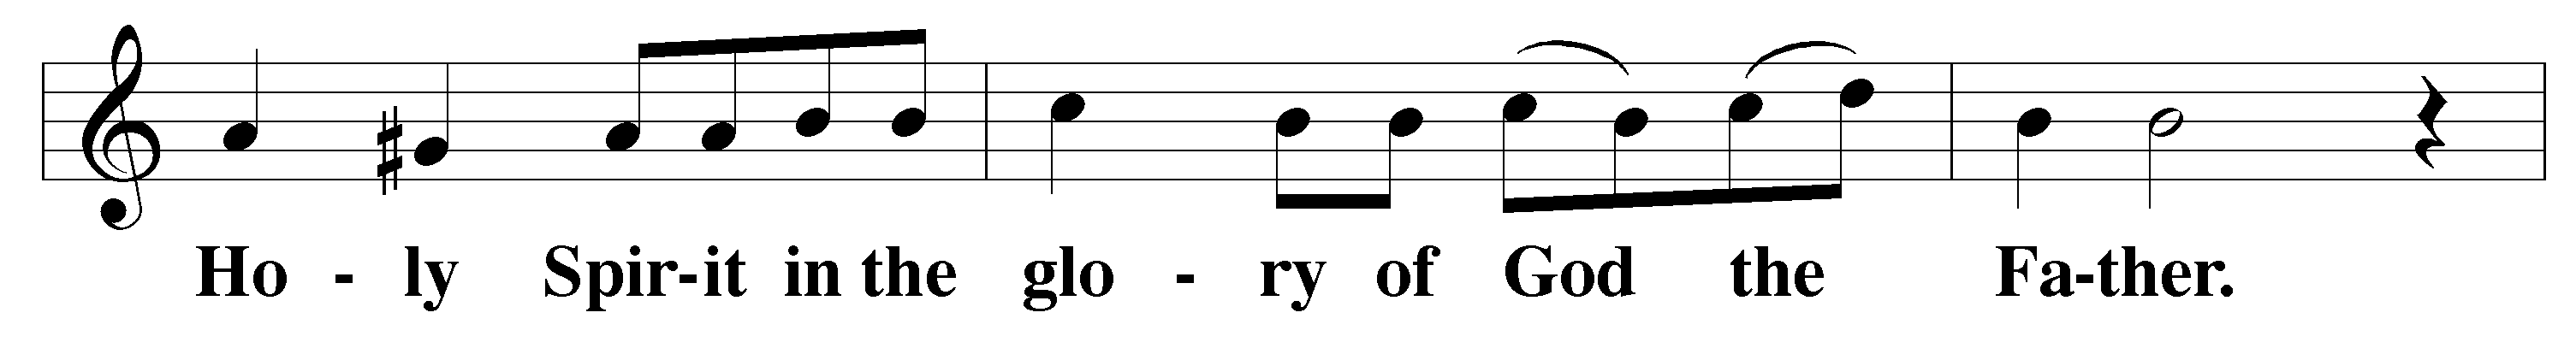 Ho - ly Spir-it in the glo - ry of God the Fa-ther.